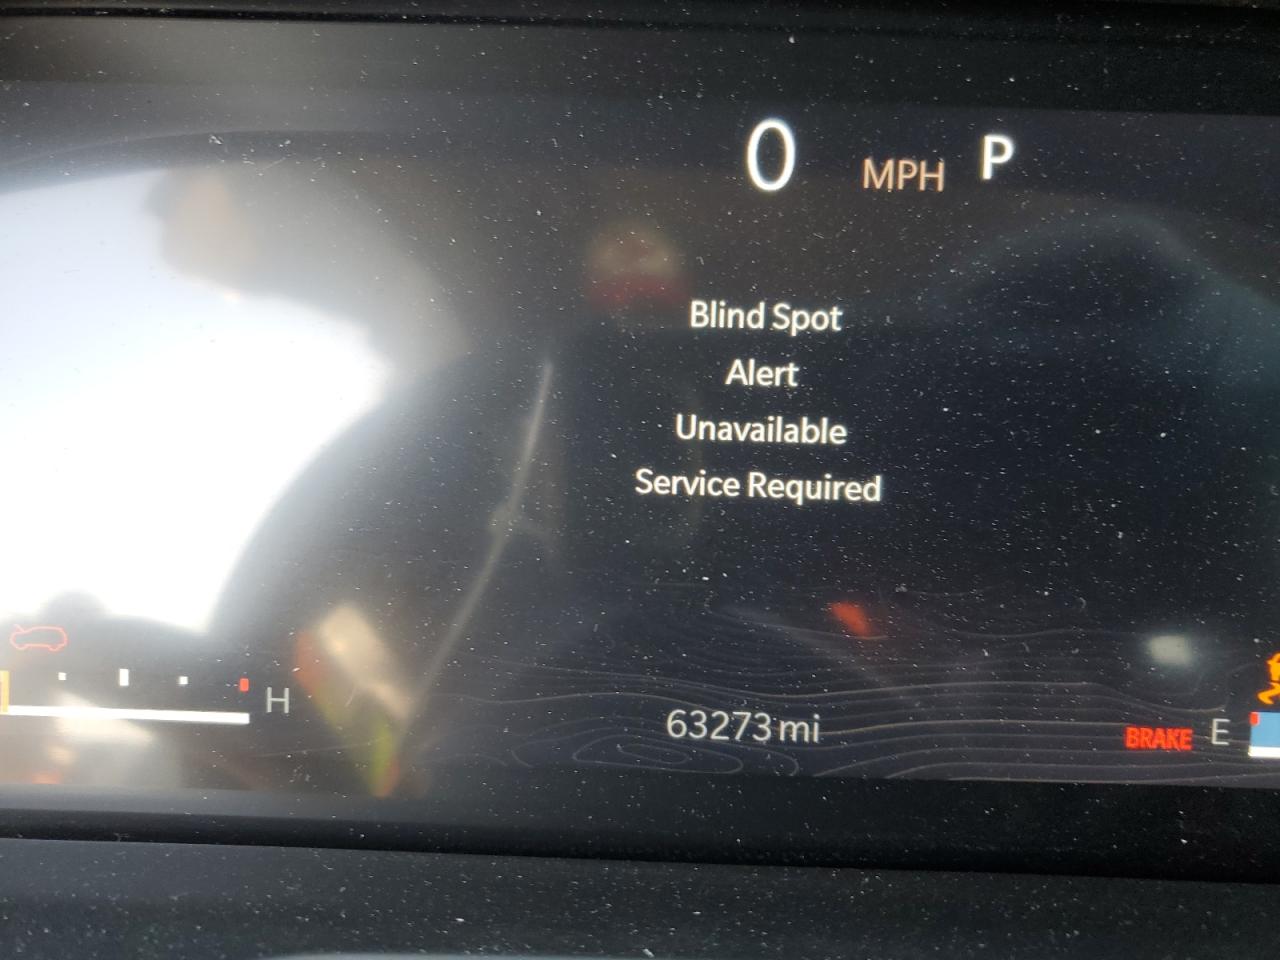 0 MPH P
Blind Spot
Alert
Unavailable
Service Required
H
63273 mi
BRAKE E